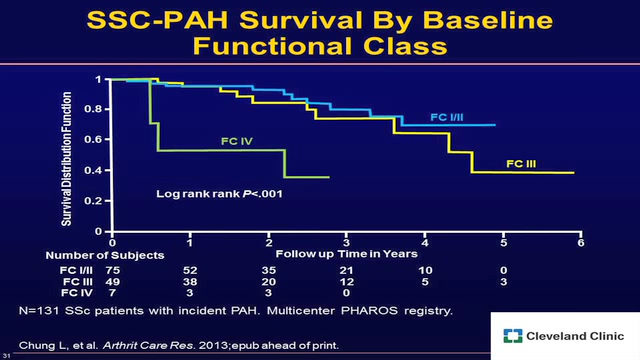 SSC-PAH Survival By Baseline
Functional Class
Survival Distribution Function
1
0.8
0.6
0.4
0.2
0
FC I/II
FC IV
FC III
Log rank rank P<.001
0 1 2 3 4 5 6
Number of Subjects
Follow up Time in Years
FC I/II 75 52 35 21 10 0
FC III 49 38 20 12 5 3
FC IV 7 3 3 0
N=131 SSc patients with incident PAH. Multicenter PHAROS registry.
Chung L, et al. Arthrit Care Res. 2013;epub ahead of print.
31
Cleveland Clinic